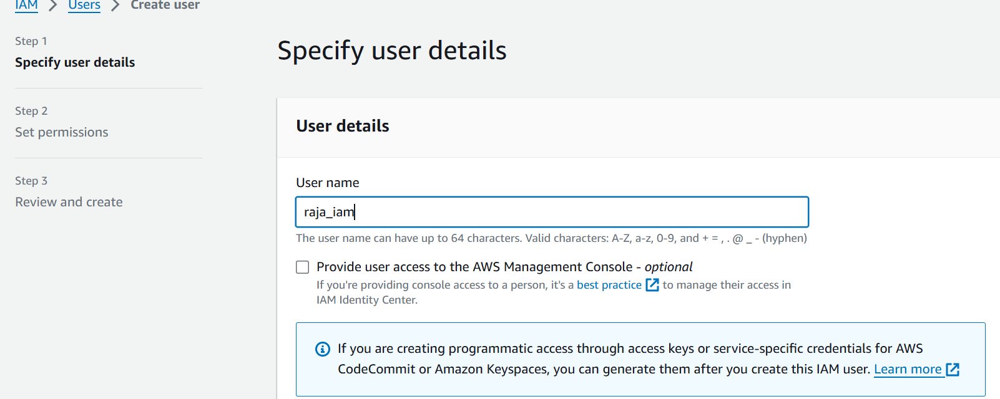 IAM > Users > Create user
Step 1
Specify user details
Step 2
Set permissions
Step 3
Review and create
Specify user details
User details
User name
raja_iam
The user name can have up to 64 characters. Valid characters: A-Z, a-z, 0-9, and + = , . @ _ - (hyphen)
Provide user access to the AWS Management Console - optional
If you're providing console access to a person, it's a best practice to manage their access in
IAM Identity Center.
If you are creating programmatic access through access keys or service-specific credentials for AWS
CodeCommit or Amazon Keyspaces, you can generate them after you create this IAM user. Learn more